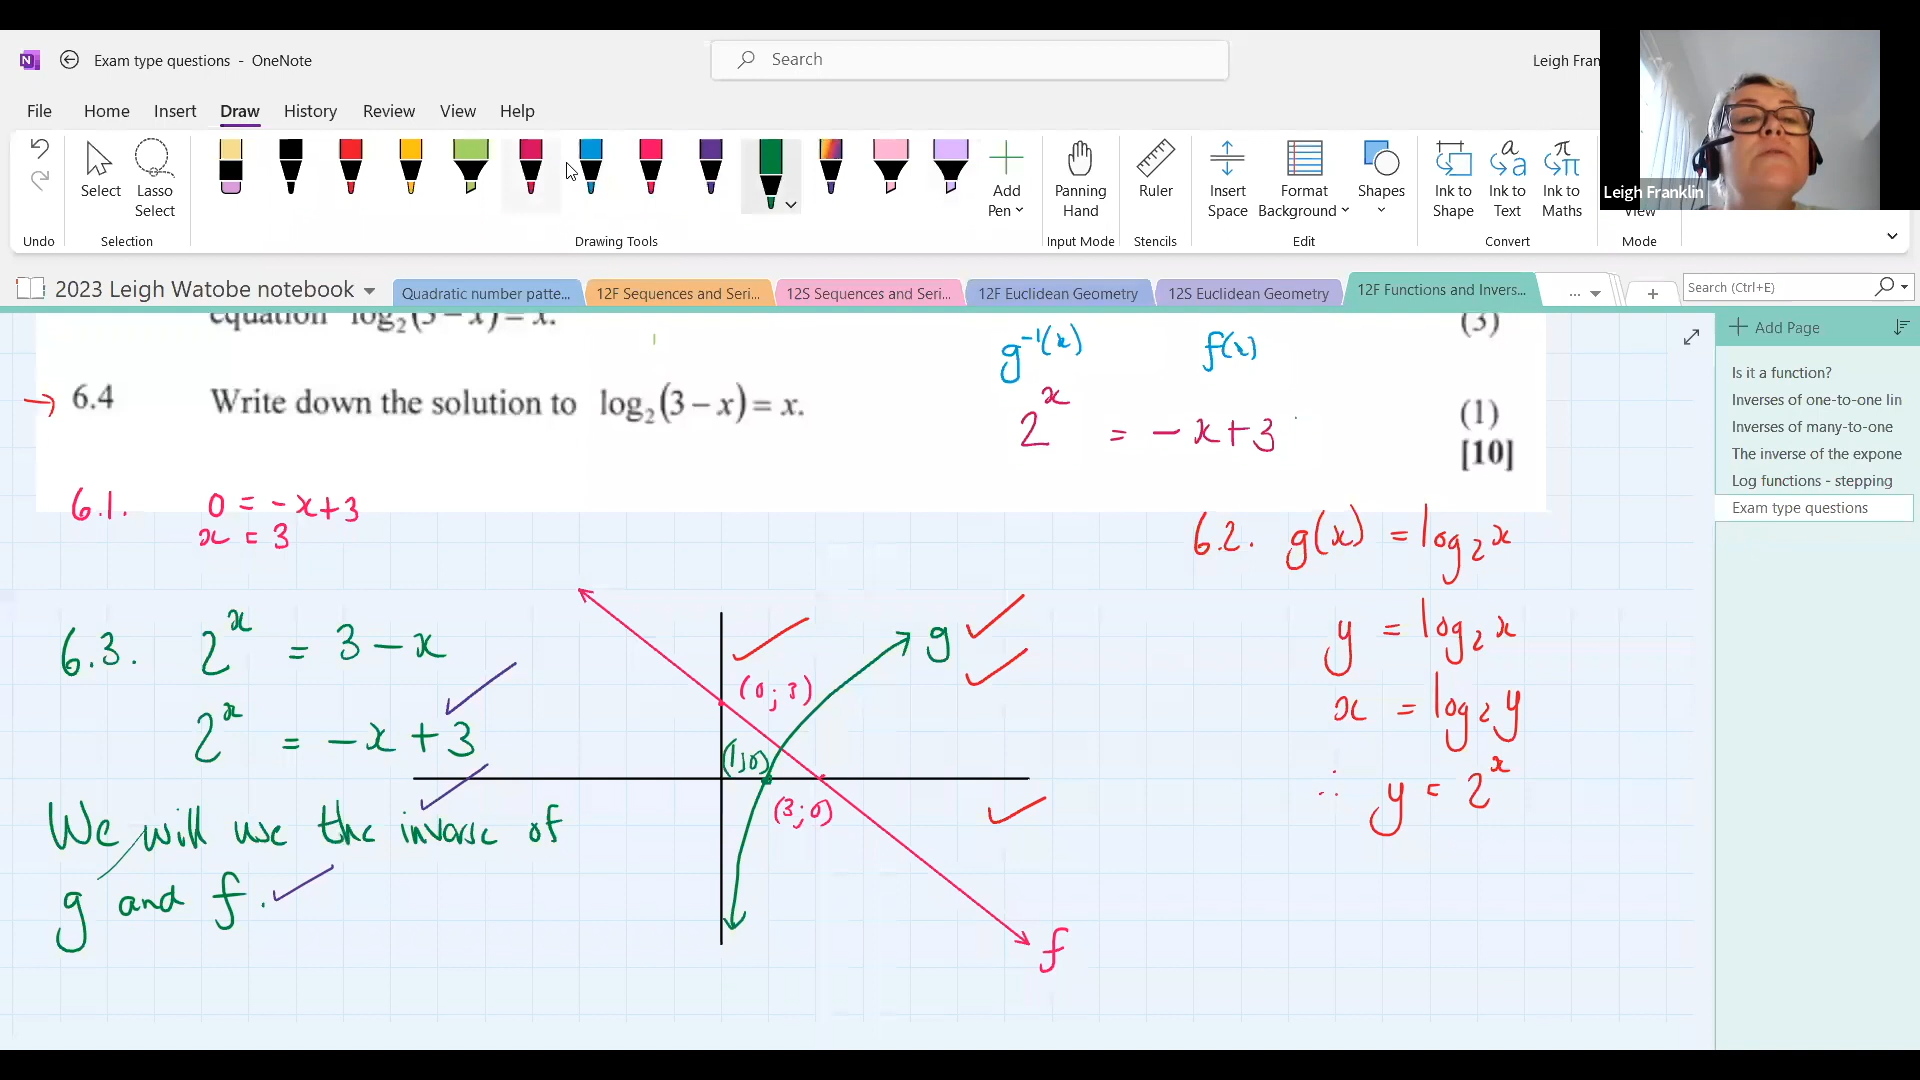 Exam type questions - OneNote
Search
Leigh Fran
File Home Insert Draw History Review View Help
Select
Lasso Select
Add Pen
Panning Hand
Ruler
Insert Space
Format Background
Shapes
Ink to Shape
Ink to Text
Ink to Maths
View
Leigh Franklin
Undo Selection Drawing Tools Input Mode Stencils Edit Convert Mode
2023 Leigh Watobe notebook
Quadratic number patte...
12F Sequences and Seri...
12S Sequences and Seri...
12F Euclidean Geometry
12S Euclidean Geometry
12F Functions and Invers...
...
Search (Ctrl+E)
Add Page
Is it a function?
Inverses of one-to-one lin
Inverses of many-to-one
The inverse of the expone
Log functions - stepping
Exam type questions
equation log₂(3 – x) = x. (3)
g⁻¹(x) f(x)
6.4 Write down the solution to log₂(3 – x) = x. (1)
2ˣ = -x+3
[10]
6.1. 0 = -x+3
x = 3
6.2. g(x) = log₂x
y = log₂x
x = log₂y
∴ y = 2ˣ
6.3. 2ˣ = 3 - x
2ˣ = -x + 3
We will use the inverse of
g and f.
g
(0; 3)
(1;0)
(3; 0)
f